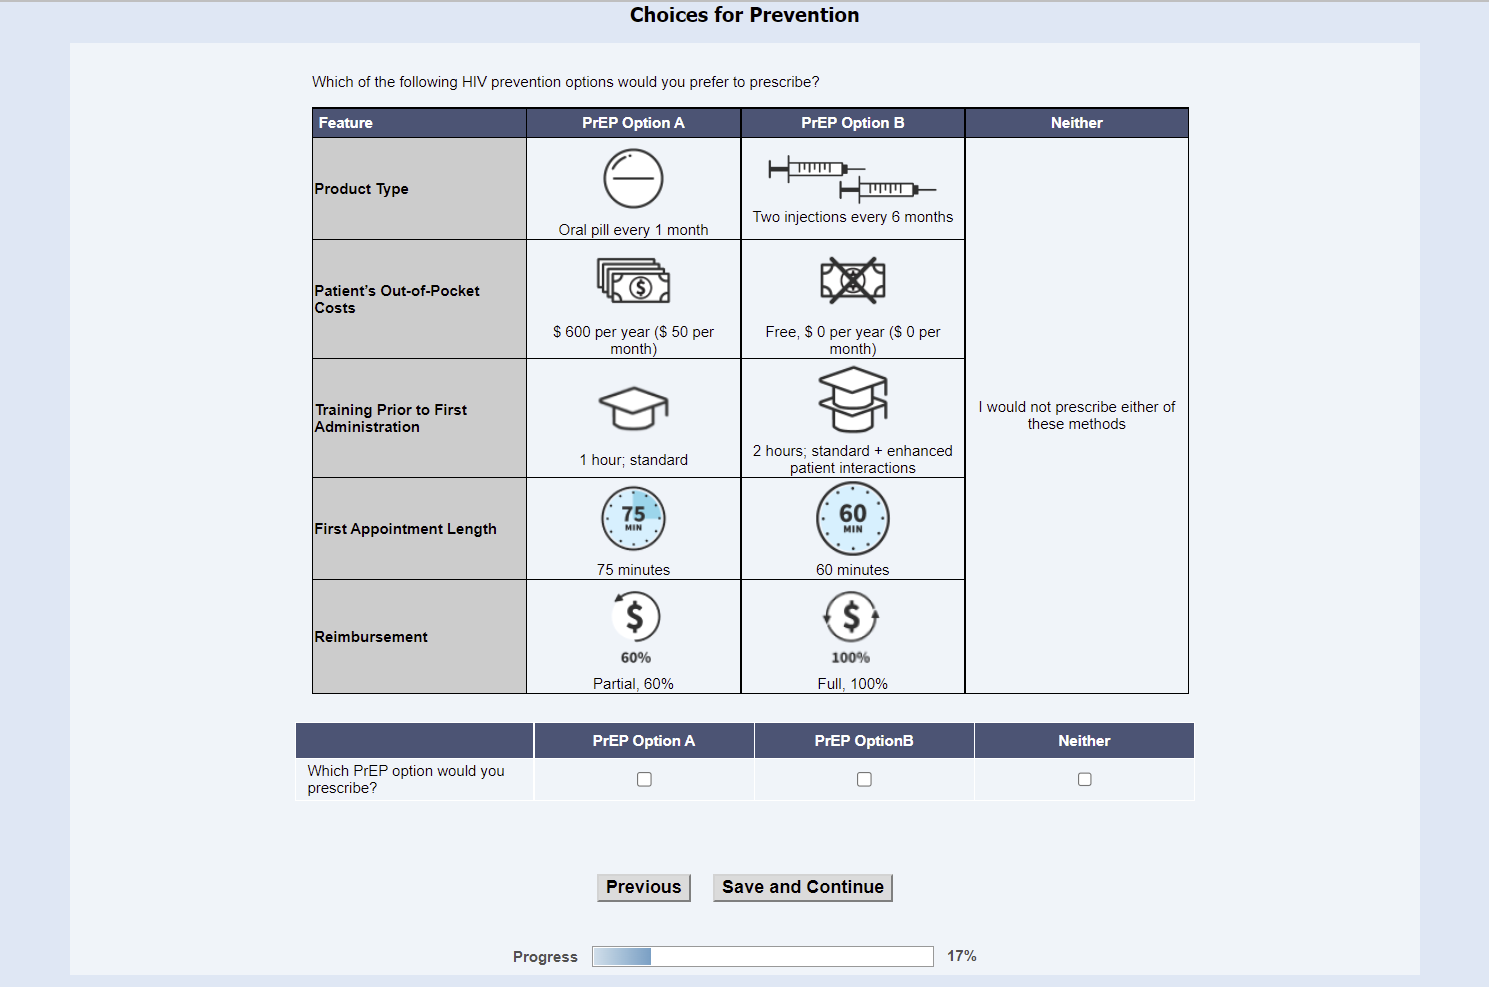 Choices for Prevention
Which of the following HIV prevention options would you prefer to prescribe?
Feature
PrEP Option A
PrEP Option B
Neither
Product Type
Oral pill every 1 month
Two injections every 6 months
Patient’s Out-of-Pocket
Costs
$ 600 per year ($ 50 per
month)
Free, $ 0 per year ($ 0 per
month)
Training Prior to First
Administration
1 hour; standard
2 hours; standard + enhanced
patient interactions
I would not prescribe either of
these methods
First Appointment Length
75
MIN
75 minutes
60
MIN
60 minutes
Reimbursement
$
60%
Partial, 60%
$
100%
Full, 100%
PrEP Option A
PrEP OptionB
Neither
Which PrEP option would you
prescribe?
Previous
Save and Continue
Progress
17%